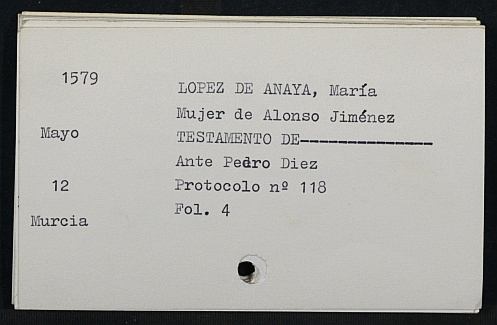 1579
LOPEZ DE ANAYA, María
Mujer de Alonso Jiménez
Mayo
TESTAMENTO DE---------------
Ante Pedro Diez
12
Protocolo nº 118
Fol. 4
Murcia